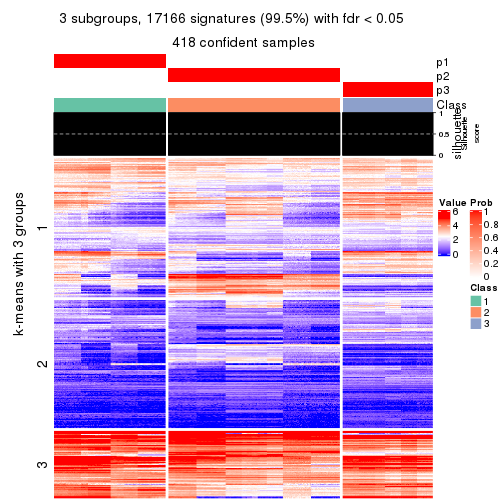 3 subgroups, 17166 signatures (99.5%) with fdr < 0.05
418 confident samples
p1
p2
p3
Class
1
0.5
0
silhouette
Silhouette
score
k-means with 3 groups
1
2
3
Value
6
4
2
0
Prob
1
0.8
0.6
0.4
0.2
0
Class
1
2
3